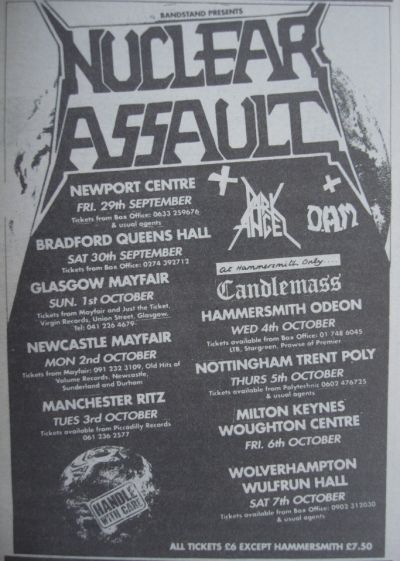 BANDSTAND PRESENTS
NUCLEAR
ASSAULT
NEWPORT CENTRE
FRI. 29th SEPTEMBER
Tickets from Box Office: 0633 259676
& usual agents
BRADFORD QUEENS HALL
SAT 30th SEPTEMBER
Tickets from Box Office: 0274 392712
GLASGOW MAYFAIR
SUN. 1st OCTOBER
Tickets from Mayfair and Just the Ticket,
Virgin Records, Union Street, Glasgow.
Tel: 041 226 4679
NEWCASTLE MAYFAIR
MON 2nd OCTOBER
Tickets from Mayfair: 091 232 3109, Old Hits of
Volume Records, Newcastle,
Sunderland and Durham
MANCHESTER RITZ
TUES 3rd OCTOBER
Tickets available from Piccadilly Records
061 236 2577
HANDLE
WITH CARE
+
DARK
ANGEL
+
D.A.M
at Hammersmith Only....
Candlemass
HAMMERSMITH ODEON
WED 4th OCTOBER
Tickets available from Box Office: 01 748 6045
LTB, Stargreen, Prowse of Premier
NOTTINGHAM TRENT POLY
THURS 5th OCTOBER
Tickets available from Polytechnic 0602 476725
& usual agents
MILTON KEYNES
WOUGHTON CENTRE
FRI. 6th OCTOBER
WOLVERHAMPTON
WULFRUN HALL
SAT 7th OCTOBER
Tickets available from Box Office: 0902 312030
& usual agents
ALL TICKETS £6 EXCEPT HAMMERSMITH £7.50